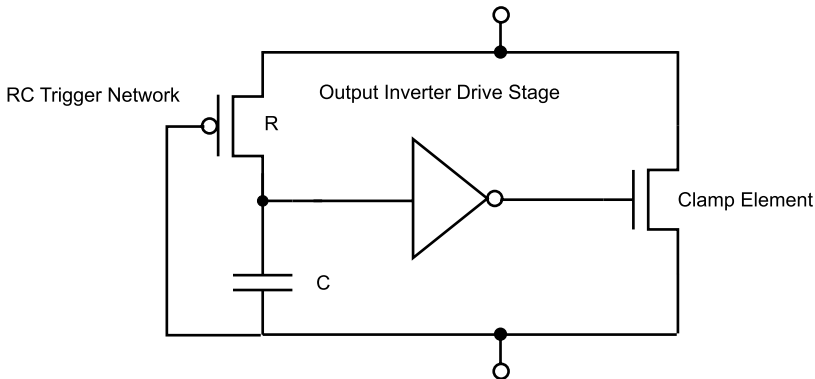 Output Inverter Drive Stage
RC Trigger Network
R
Clamp Element
C